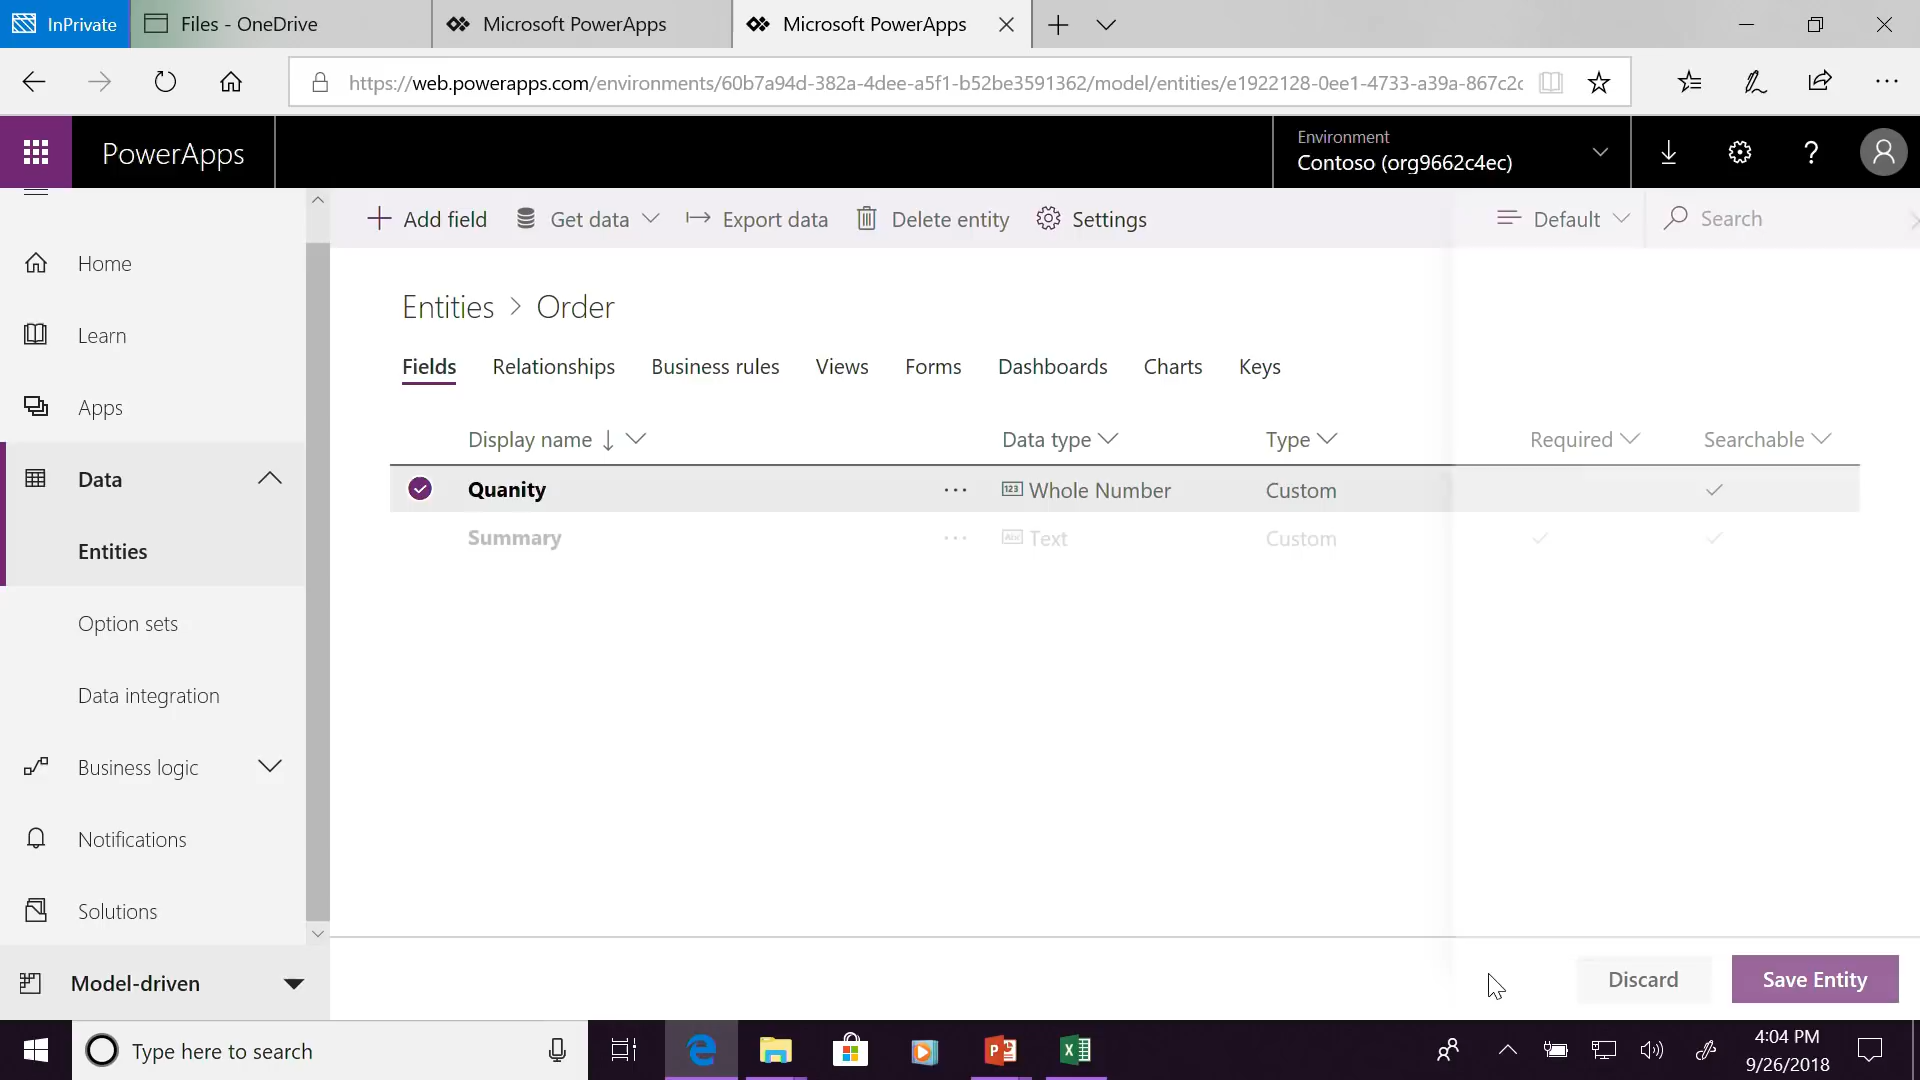 InPrivate
Files - OneDrive
Microsoft PowerApps
Microsoft PowerApps
https://web.powerapps.com/environments/60b7a94d-382a-4dee-a5f1-b52be3591362/model/entities/e1922128-0ee1-4733-a39a-867c2c
PowerApps
Environment
Contoso (org9662c4ec)
?
Add field
Get data
Export data
Delete entity
Settings
Default
Search
Home
Learn
Apps
Data
Entities
Option sets
Data integration
Business logic
Notifications
Solutions
Model-driven
Entities > Order
Fields
Relationships
Business rules
Views
Forms
Dashboards
Charts
Keys
Display name
Data type
Type
Required
Searchable
Quanity
...
123
Whole Number
Custom
Summary
...
Abc
Text
Custom
Discard
Save Entity
Type here to search
4:04 PM
9/26/2018